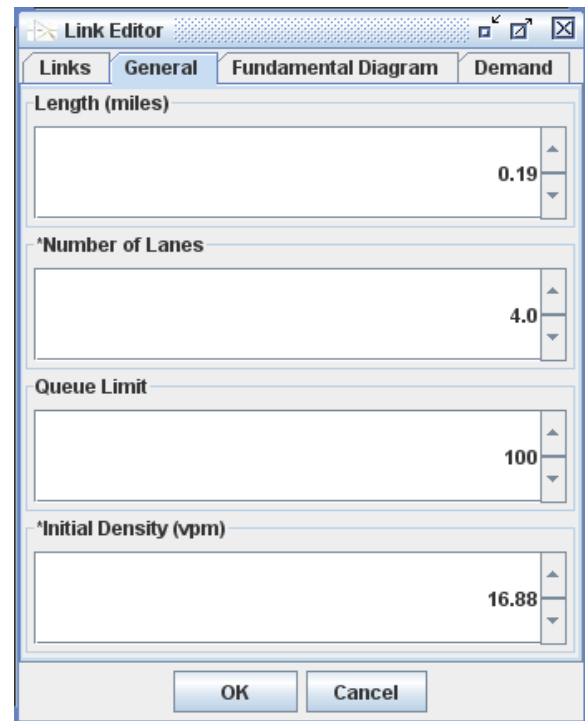 Link Editor
Links General Fundamental Diagram Demand
Length (miles)
0.19
*Number of Lanes
4.0
Queue Limit
100
*Initial Density (vpm)
16.88
OK Cancel